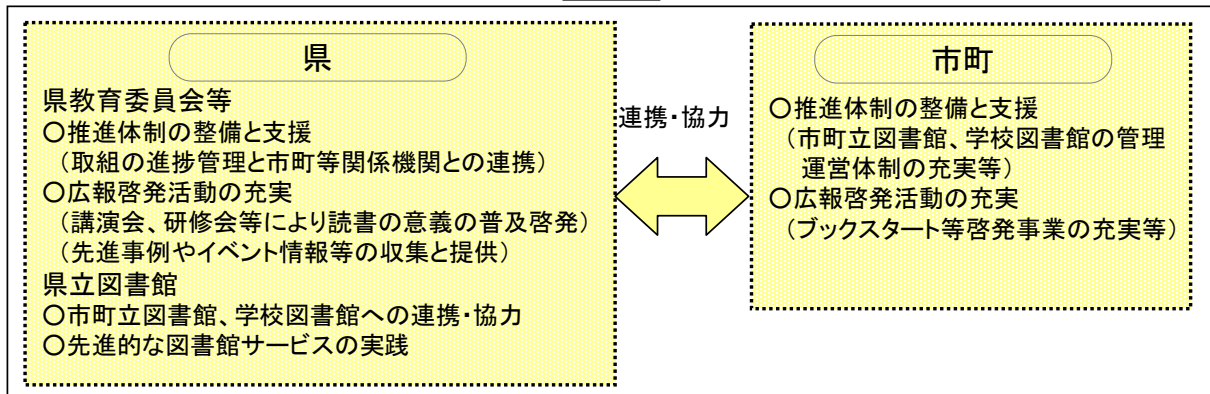 県
県教育委員会等
○推進体制の整備と支援
（取組の進捗管理と市町等関係機関との連携）
○広報啓発活動の充実
（講演会、研修会等により読書の意義の普及啓発）
（先進事例やイベント情報等の収集と提供）
県立図書館
○市町立図書館、学校図書館への連携・協力
○先進的な図書館サービスの実践
連携・協力
市町
○推進体制の整備と支援
（市町立図書館、学校図書館の管理
運営体制の充実等）
○広報啓発活動の充実
（ブックスタート等啓発事業の充実等）